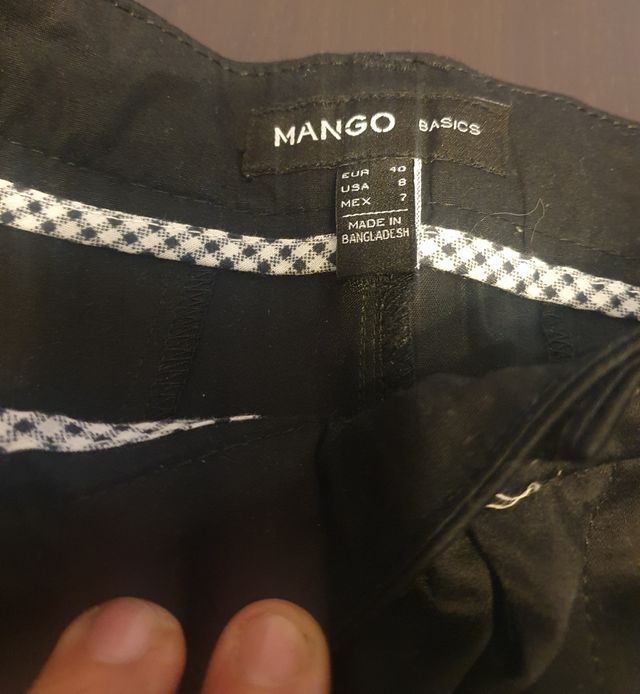 MANGO BASICS
EUR 40
USA 8
MEX 7
MADE IN
BANGLADESH